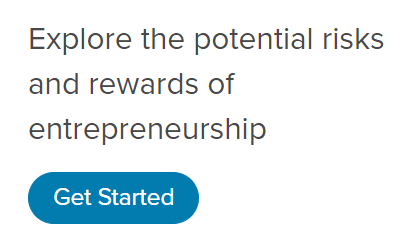 Explore the potential risks
and rewards of
entrepreneurship
Get Started